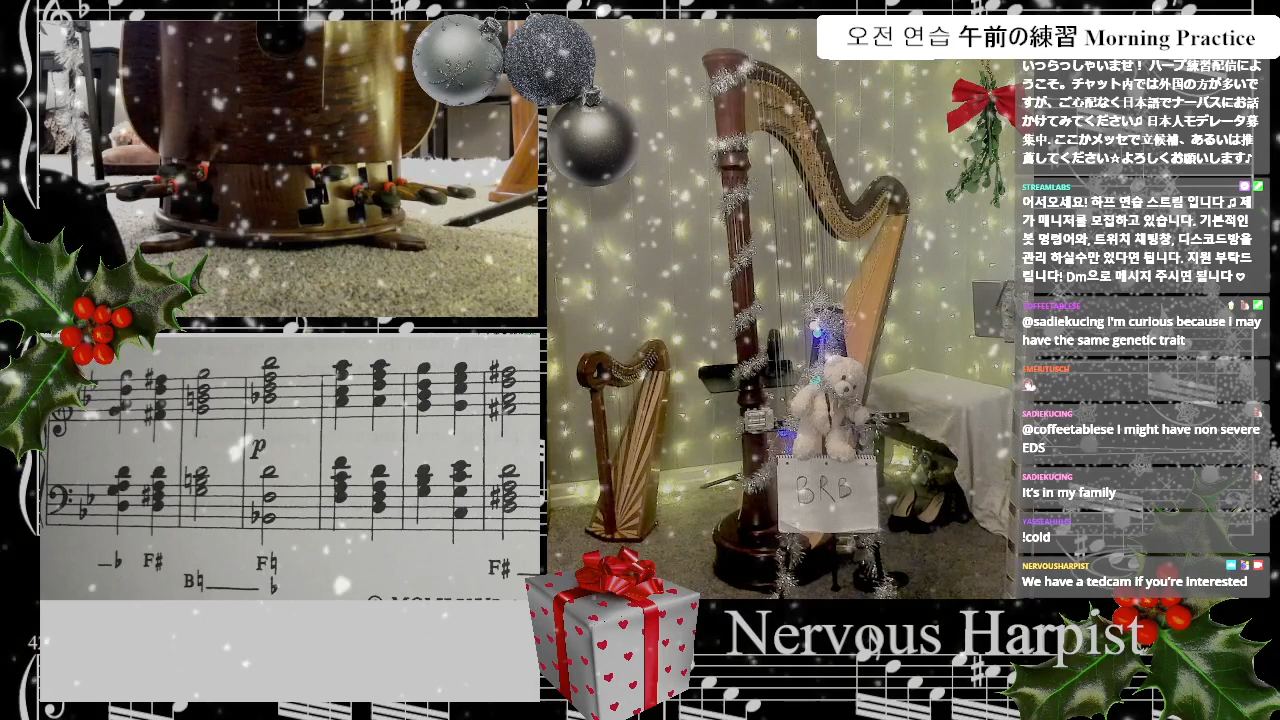 오전 연습 午前の練習 Morning Practice
いらっしゃいませ！ ハープ練習配信によ
うこそ。チャット内では外国の方が多いで
すが、ご心配なく日本語でナーバスにお話
かけてみてください♫ 日本人モデレータ募
集中. ここかメッセで立候補、あるいは推
薦してください☆よろしくお願いします♪
STREAMLABS
어서오세요! 하프 연습 스트림 입니다 ♫ 제
가 매니저를 모집하고 있습니다. 기본적인
봇 명령어와, 트위치 채팅창, 디스코드방을
관리 하실수만 있다면 됩니다. 지원 부탁드
립니다! Dm으로 메시지 주시면 됩니다 ♡
COFFEETABLESE
@sadiekucing I'm curious because I may
have the same genetic trait
EMERITUSCH
SADIEKUCING
@coffeetablese I might have non severe
EDS
SADIEKUCING
It's in my family
!cold
NERVOUSHARPIST
We have a tedcam if you're interested
BRB
p
♭ F# F♮ F#
B♮ ♭
Nervous Harpist